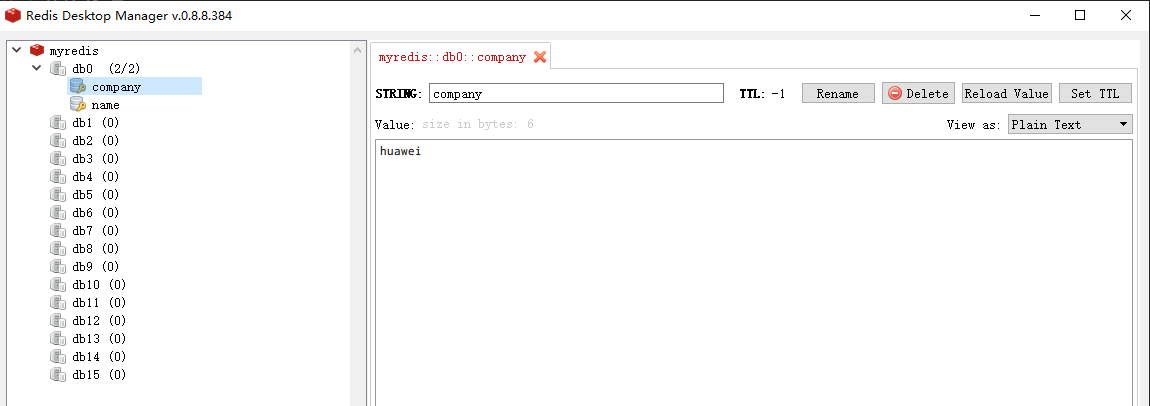 Redis Desktop Manager v.0.8.8.384
myredis
db0 (2/2)
company
name
db1 (0)
db2 (0)
db3 (0)
db4 (0)
db5 (0)
db6 (0)
db7 (0)
db8 (0)
db9 (0)
db10 (0)
db11 (0)
db12 (0)
db13 (0)
db14 (0)
db15 (0)
myredis::db0::company
STRING: company TTL: -1 Rename Delete Reload Value Set TTL
Value: size in bytes: 6 View as: Plain Text
huawei